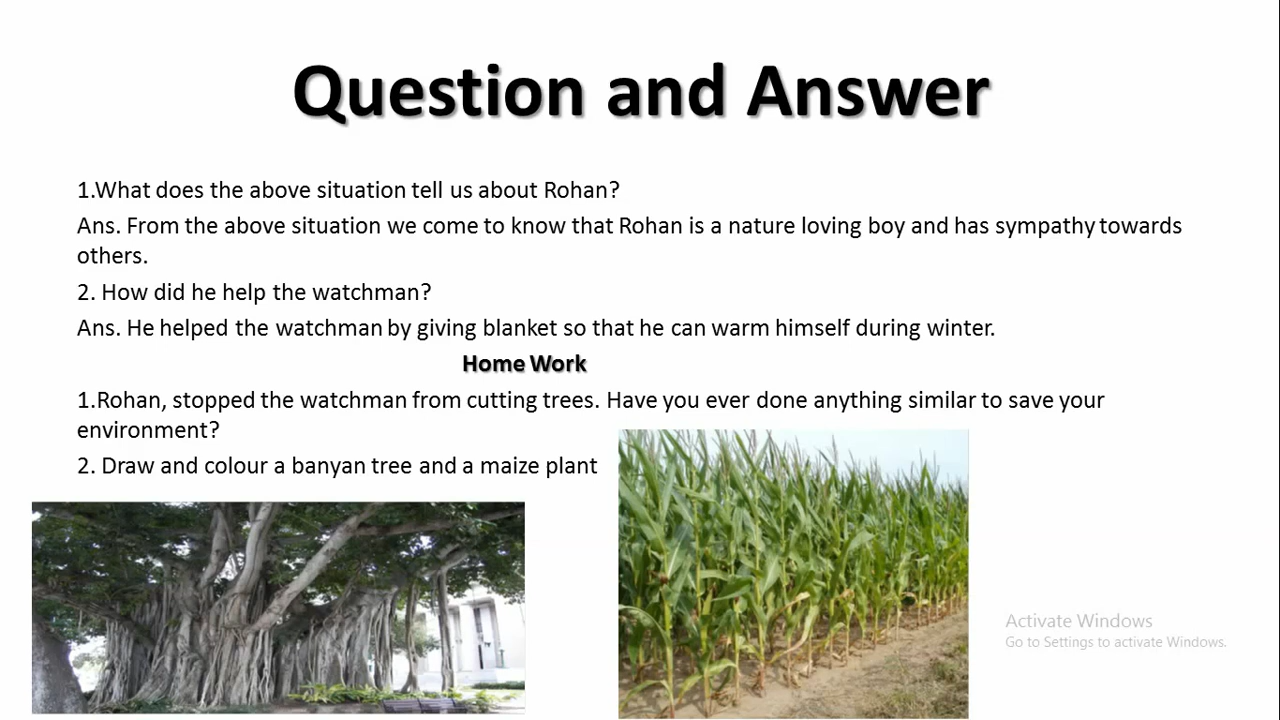 Question and Answer
1.What does the above situation tell us about Rohan?
Ans. From the above situation we come to know that Rohan is a nature loving boy and has sympathy towards
others.
2. How did he help the watchman?
Ans. He helped the watchman by giving blanket so that he can warm himself during winter.
Home Work
1.Rohan, stopped the watchman from cutting trees. Have you ever done anything similar to save your
environment?
2. Draw and colour a banyan tree and a maize plant
Activate Windows
Go to Settings to activate Windows.